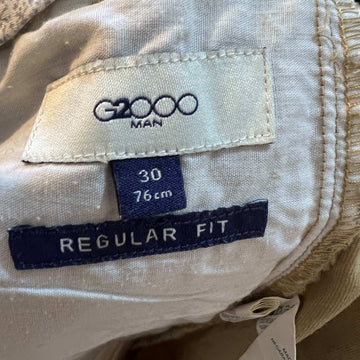 G2000
MAN
30
76cm
REGULAR FIT